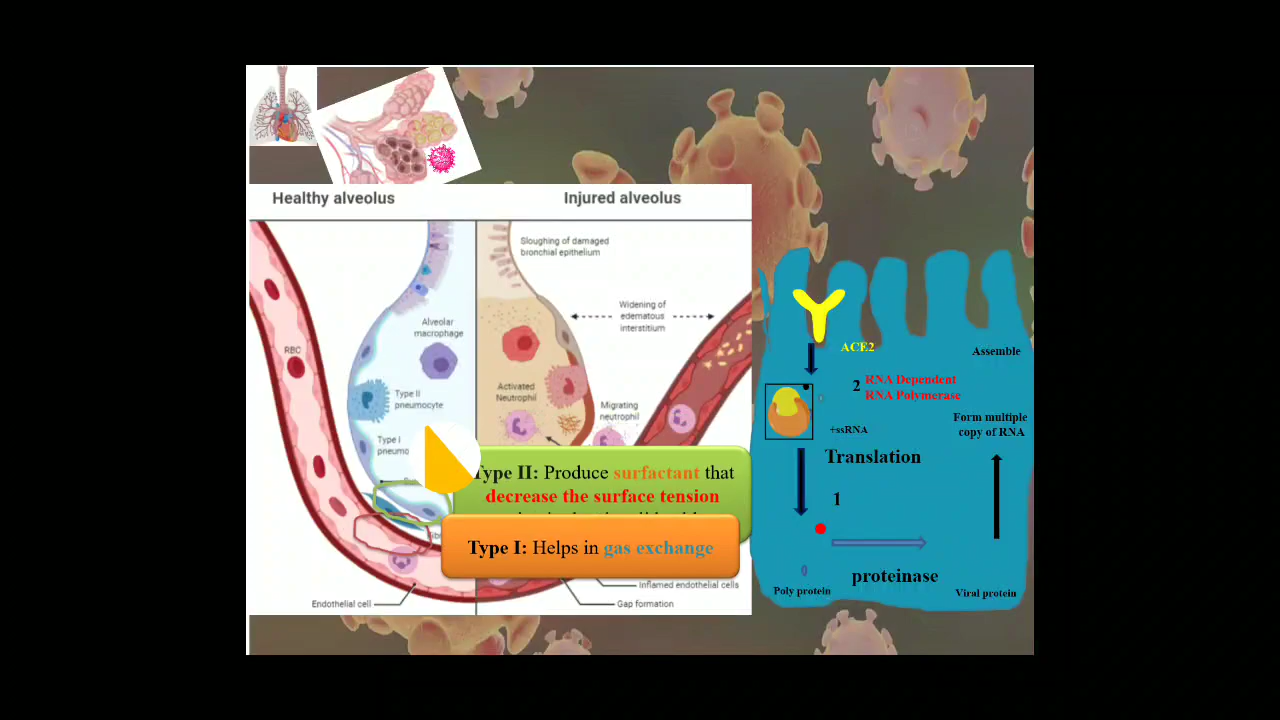 Healthy alveolus
Injured alveolus
Sloughing of damaged
bronchial epithelium
Widening of
edematous
interstitium
Alveolar
macrophage
RBC
Type II
pneumocyte
Activated
Neutrophil
Migrating
neutrophil
Type I
Type II: Produce surfactant that
decrease the surface tension
Type I: Helps in gas exchange
Inflamed endothelial cells
Endothelial cell
Gap formation
ACE2
Assemble
2 RNA Dependent
RNA Polymerase
Form multiple
copy of RNA
+ssRNA
Translation
1
proteinase
Poly protein
Viral protein